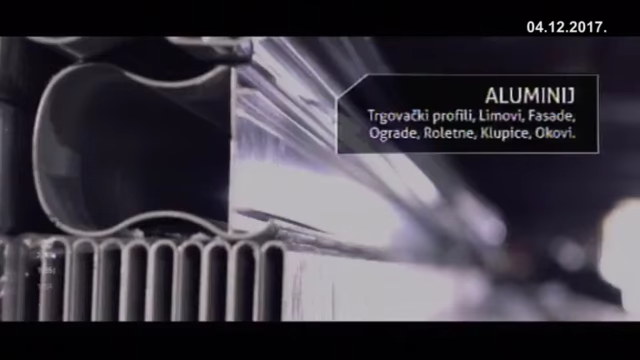 04.12.2017.
ALUMINIJ
Trgovački profili, Limovi, Fasade,
Ograde, Roletne, Klupice, Okovi.